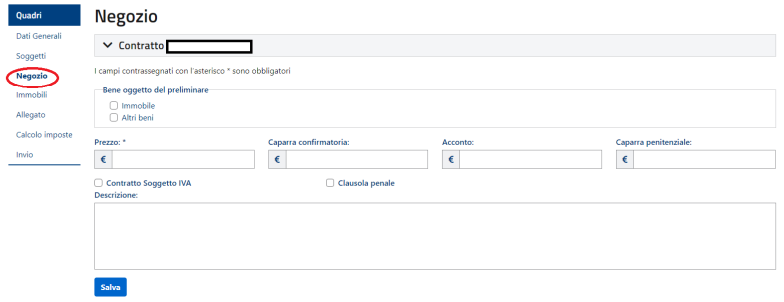 Quadri
Dati Generali
Soggetti
Negozio
Immobili
Allegato
Calcolo imposte
Invio
Negozio
Contratto
I campi contrassegnati con l'asterisco * sono obbligatori
Bene oggetto del preliminare
Immobile
Altri beni
Prezzo: * Caparra confirmatoria: Acconto: Caparra penitenziale:
€ € € €
Contratto Soggetto IVA Clausola penale
Descrizione:
Salva